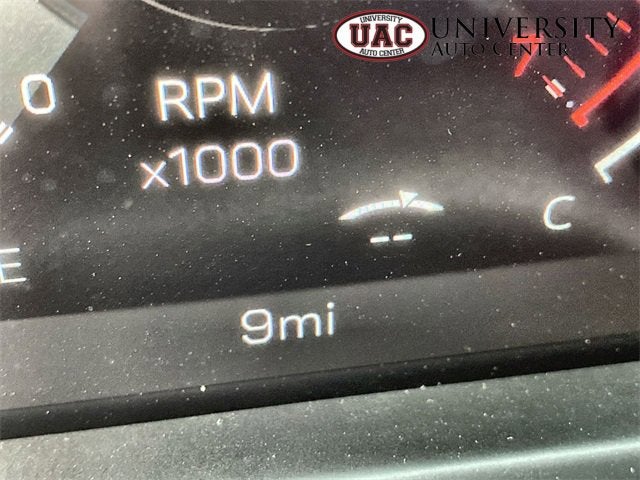 UNIVERSITY
UAC
AUTO CENTER
UNIVERSITY
AUTO CENTER
0
RPM
x1000
E
--
C
9mi